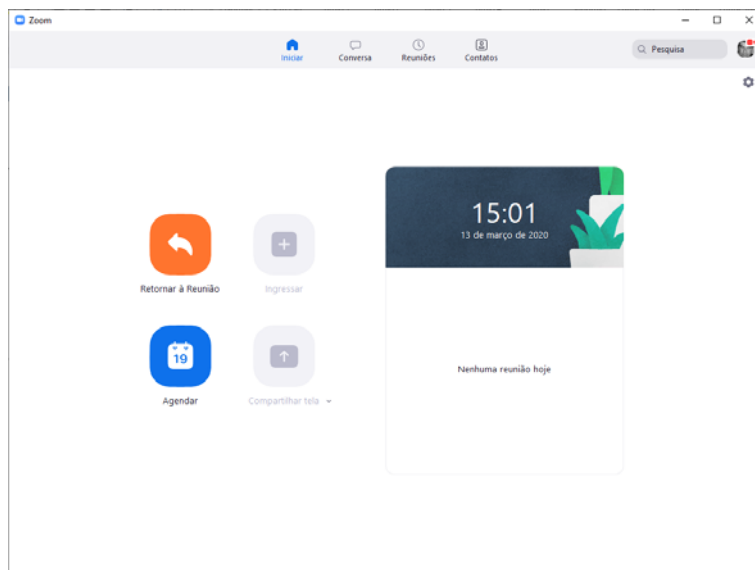 Zoom
Iniciar
Conversa
Reuniões
Contatos
Pesquisa
15:01
13 de março de 2020
Retornar à Reunião
Ingressar
19
Agendar
Compartilhar tela
Nenhuma reunião hoje